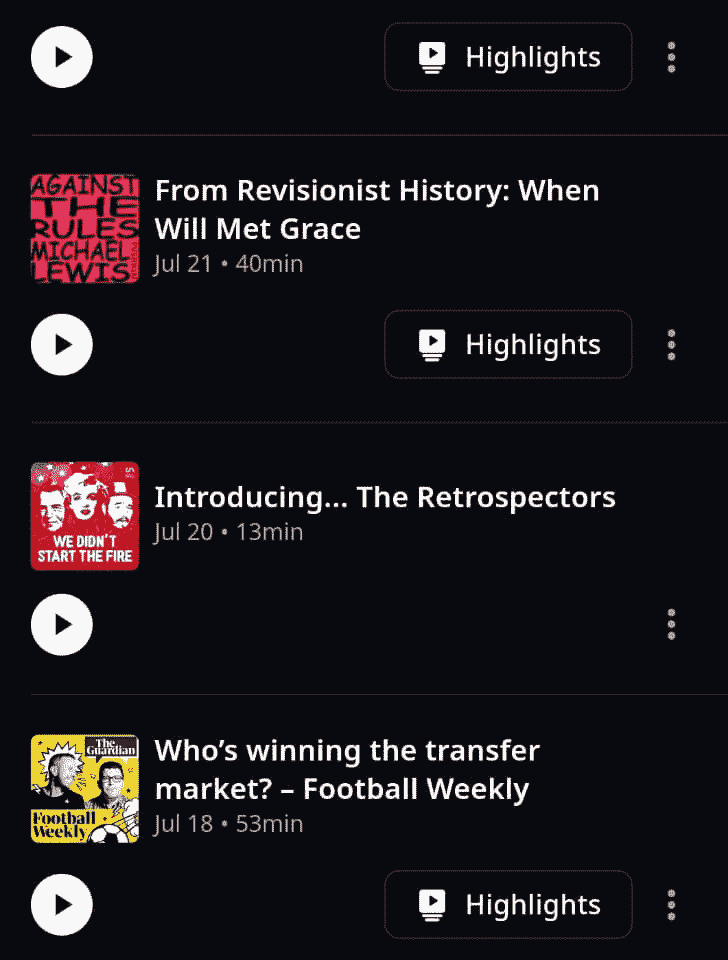 Highlights
AGAINST
THE
RULES
MICHAEL
LEWIS
From Revisionist History: When
Will Met Grace
Jul 21 • 40min
Highlights
WE DIDN'T
START THE FIRE
Introducing... The Retrospectors
Jul 20 • 13min
The
Guardian
Football
Weekly
Who’s winning the transfer
market? – Football Weekly
Jul 18 • 53min
Highlights